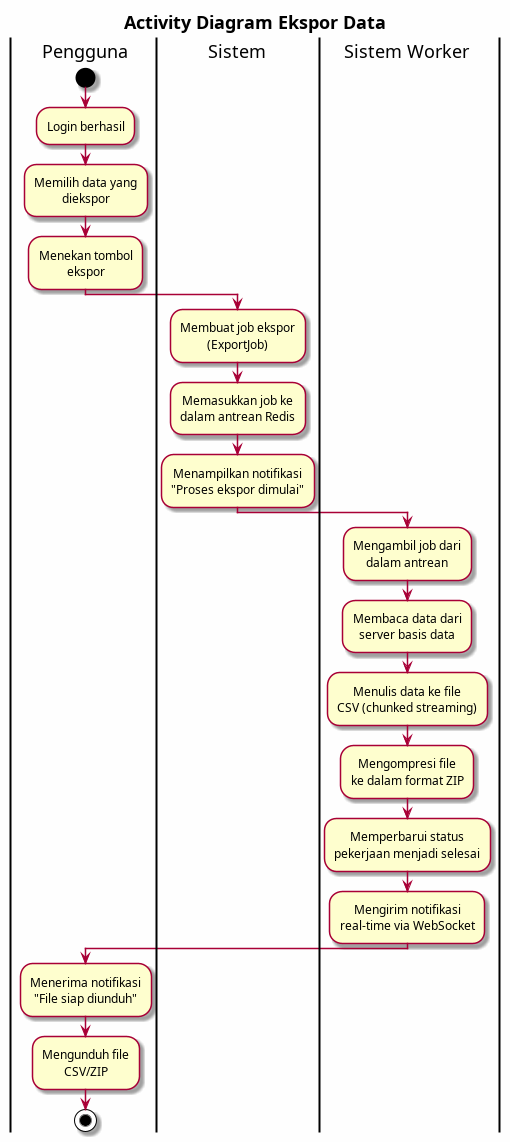 Activity Diagram Ekspor Data
Pengguna
Sistem
Sistem Worker
Login berhasil
Memilih data yang
diekspor
Menekan tombol
ekspor
Membuat job ekspor
(ExportJob)
Memasukkan job ke
dalam antrean Redis
Menampilkan notifikasi
"Proses ekspor dimulai"
Mengambil job dari
dalam antrean
Membaca data dari
server basis data
Menulis data ke file
CSV (chunked streaming)
Mengompresi file
ke dalam format ZIP
Memperbarui status
pekerjaan menjadi selesai
Mengirim notifikasi
real-time via WebSocket
Menerima notifikasi
"File siap diunduh"
Mengunduh file
CSV/ZIP